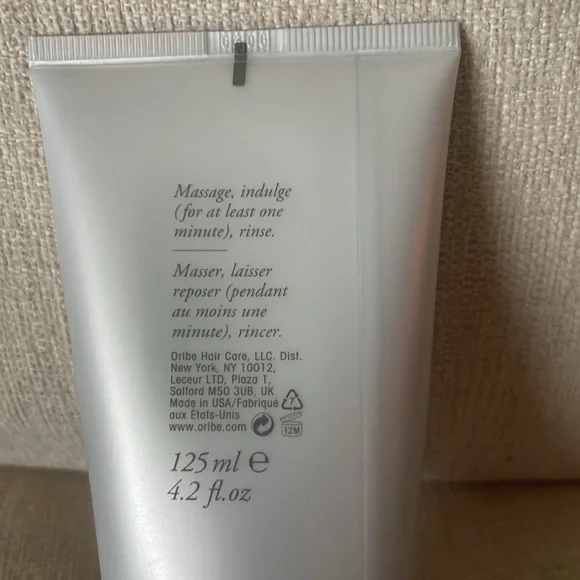 Massage, indulge
(for at least one
minute), rinse.
Masser, laisser
reposer (pendant
au moins une
minute), rincer.
Oribe Hair Care, LLC. Dist.
New York, NY 10012,
Leceur LTD, Plaza 1,
Salford M50 3UB, UK
Made in USA/Fabriqué
aux États-Unis
7
www.oribe.com
12M
125 ml ℮
4.2 fl.oz